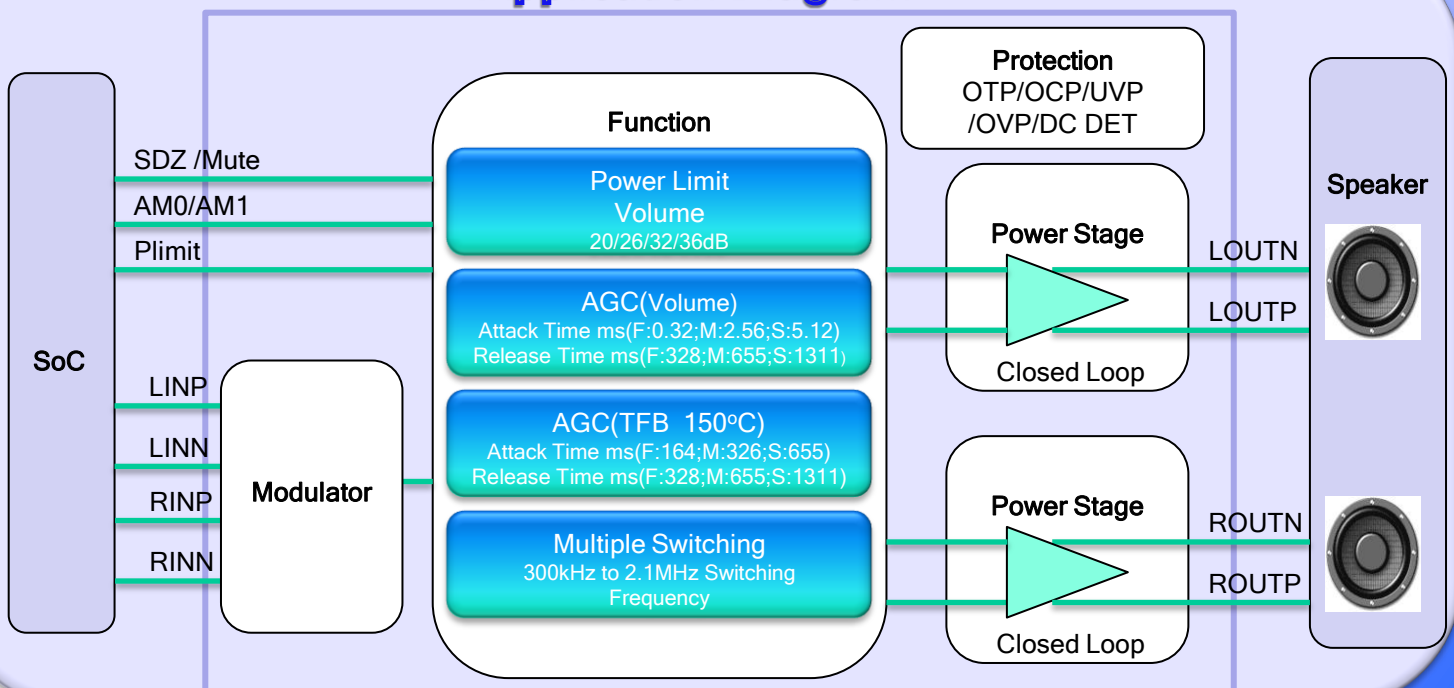 Protection
OTP/OCP/UVP
/OVP/DC DET
Function
SDZ /Mute
AM0/AM1
Plimit
Power Limit
Volume
20/26/32/36dB
AGC(Volume)
Attack Time ms(F:0.32;M:2.56;S:5.12)
Release Time ms(F:328;M:655;S:1311)
AGC(TFB 150°C)
Attack Time ms(F:164;M:326;S:655)
Release Time ms(F:328;M:655;S:1311)
Multiple Switching
300kHz to 2.1MHz Switching
Frequency
SoC
LINP
LINN
RINP
RINN
Modulator
Power Stage
Closed Loop
LOUTN
LOUTP
Power Stage
Closed Loop
ROUTN
ROUTP
Speaker